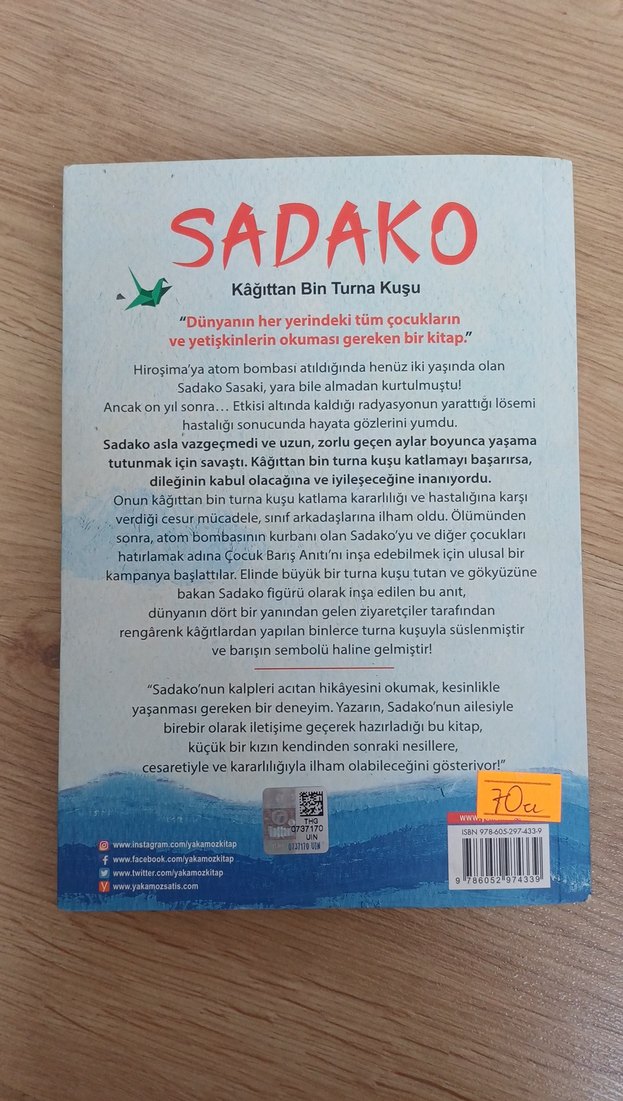 SADAKO
Kâğıttan Bin Turna Kuşu
“Dünyanın her yerindeki tüm çocukların
ve yetişkinlerin okuması gereken bir kitap.”
Hiroşima’ya atom bombası atıldığında henüz iki yaşında olan
Sadako Sasaki, yara bile almadan kurtulmuştu!
Ancak on yıl sonra… Etkisi altında kaldığı radyasyonun yarattığı lösemi
hastalığı sonucunda hayata gözlerini yumdu.
Sadako asla vazgeçmedi ve uzun, zorlu geçen aylar boyunca yaşama
tutunmak için savaştı. Kâğıttan bin turna kuşu katlamayı başarırsa,
dileğinin kabul olacağına ve iyileşeceğine inanıyordu.
Onun kâğıttan bin turna kuşu katlama kararlılığı ve hastalığına karşı
verdiği cesur mücadele, sınıf arkadaşlarına ilham oldu. Ölümünden
sonra, atom bombasının kurbanı olan Sadako’yu ve diğer çocukları
hatırlamak adına Çocuk Barış Anıtı’nı inşa edebilmek için ulusal bir
kampanya başlattılar. Elinde büyük bir turna kuşu tutan ve gökyüzüne
bakan Sadako figürü olarak inşa edilen bu anıt,
dünyanın dört bir yanından gelen ziyaretçiler tarafından
rengârenk kâğıtlardan yapılan binlerce turna kuşuyla süslenmiştir
ve barışın sembolü haline gelmiştir!
“Sadako’nun kalpleri acıtan hikâyesini okumak, kesinlikle
yaşanması gereken bir deneyim. Yazarın, Sadako’nun ailesiyle
birebir olarak iletişime geçerek hazırladığı bu kitap,
küçük bir kızın kendinden sonraki nesillere,
cesaretiyle ve kararlılığıyla ilham olabileceğini gösteriyor!”
70
www.
THG
0737170
UIN
0737170 UIN
ISBN 978-605-297-433-9
9 786052 974339
www.instagram.com/yakamozkitap
www.facebook.com/yakamozkitap
www.twitter.com/yakamozkitap
www.yakamozsatis.com